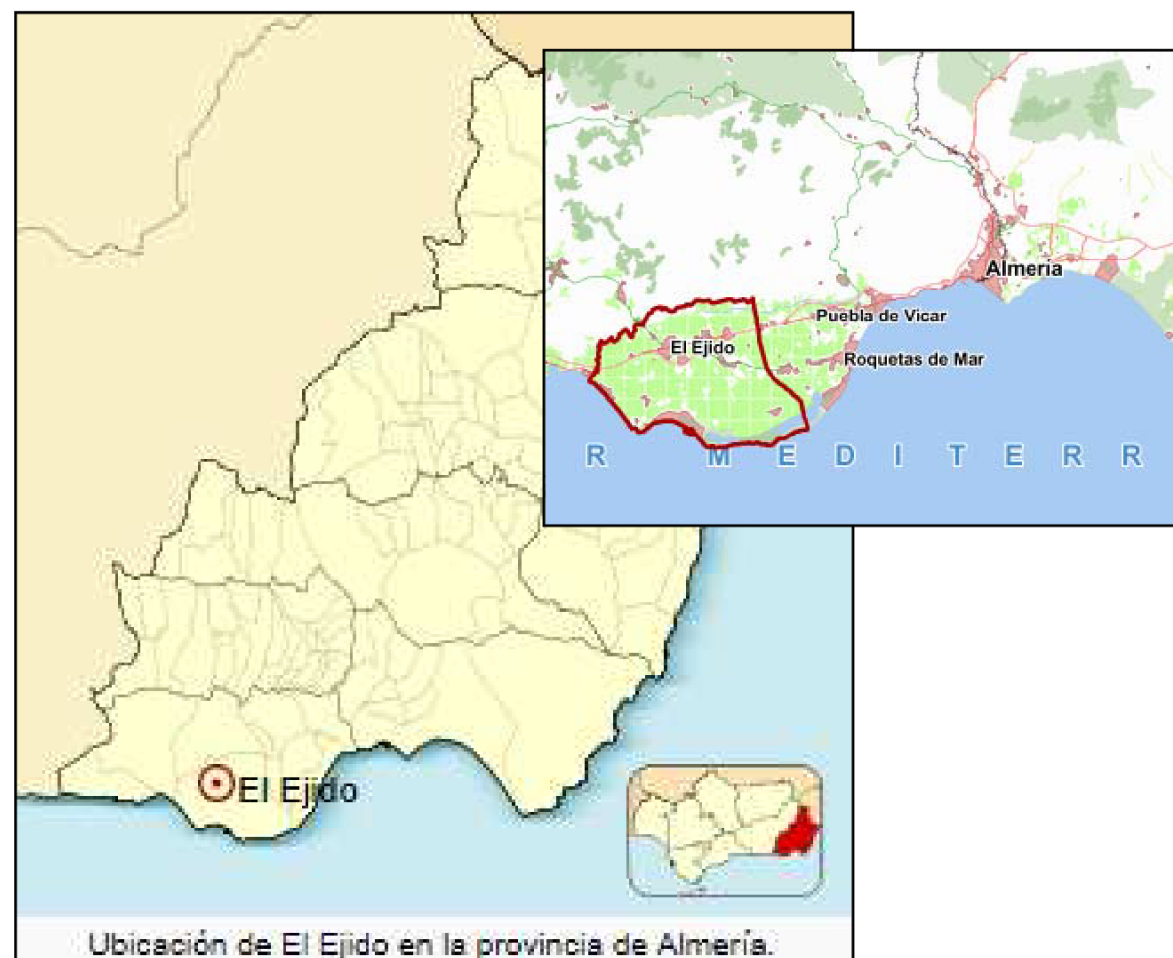 Almería
Puebla de Vicar
El Ejido
Roquetas de Mar
R M E D I T E R R
El Ejido
Ubicación de El Ejido en la provincia de Almería.